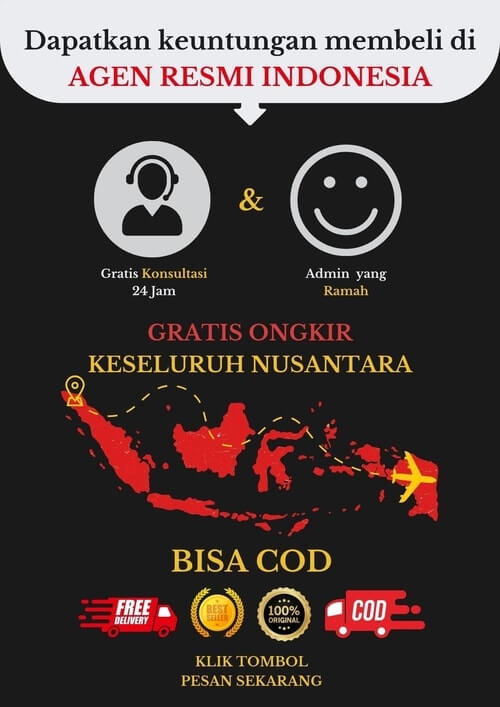 Dapatkan keuntungan membeli di
AGEN RESMI INDONESIA
&
Gratis Konsultasi
24 Jam
Admin yang
Ramah
GRATIS ONGKIR
KESELURUH NUSANTARA
BISA COD
FREE
DELIVERY
BEST
SELLER
100%
ORIGINAL
COD
KLIK TOMBOL
PESAN SEKARANG